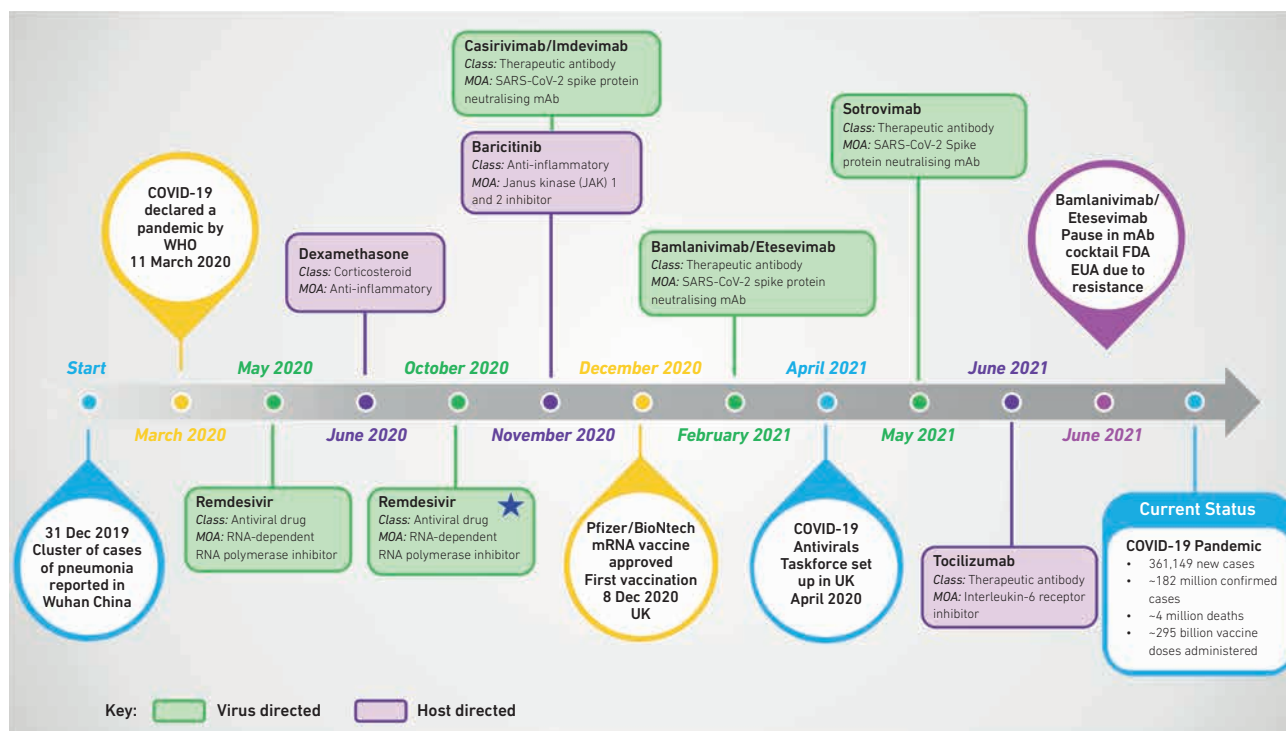 Casirivimab/Imdevimab
Class: Therapeutic antibody
MOA: SARS-CoV-2 spike protein
neutralising mAb
Baricitinib
Class: Anti-inflammatory
MOA: Janus kinase (JAK) 1
and 2 inhibitor
Sotrovimab
Class: Therapeutic antibody
MOA: SARS-CoV-2 Spike
protein neutralising mAb
COVID-19
declared a
pandemic by
WHO
11 March 2020
Dexamethasone
Class: Corticosteroid
MOA: Anti-inflammatory
Bamlanivimab/Etesevimab
Class: Therapeutic antibody
MOA: SARS-CoV-2 spike protein
neutralising mAb
Bamlanivimab/
Etesevimab
Pause in mAb
cocktail FDA
EUA due to
resistance
Start
May 2020
October 2020
December 2020
April 2021
June 2021
March 2020
June 2020
November 2020
February 2021
May 2021
June 2021
31 Dec 2019
Cluster of cases
of pneumonia
reported in
Wuhan China
Remdesivir
Class: Antiviral drug
MOA: RNA-dependent
RNA polymerase inhibitor
Remdesivir
Class: Antiviral drug
MOA: RNA-dependent
RNA polymerase inhibitor
Pfizer/BioNtech
mRNA vaccine
approved
First vaccination
8 Dec 2020
UK
COVID-19
Antivirals
Taskforce set
up in UK
April 2020
Tocilizumab
Class: Therapeutic antibody
MOA: Interleukin-6 receptor
inhibitor
Current Status
COVID-19 Pandemic
• 361,149 new cases
• ~182 million confirmed
cases
• ~4 million deaths
• ~295 billion vaccine
doses administered
Key:
Virus directed
Host directed